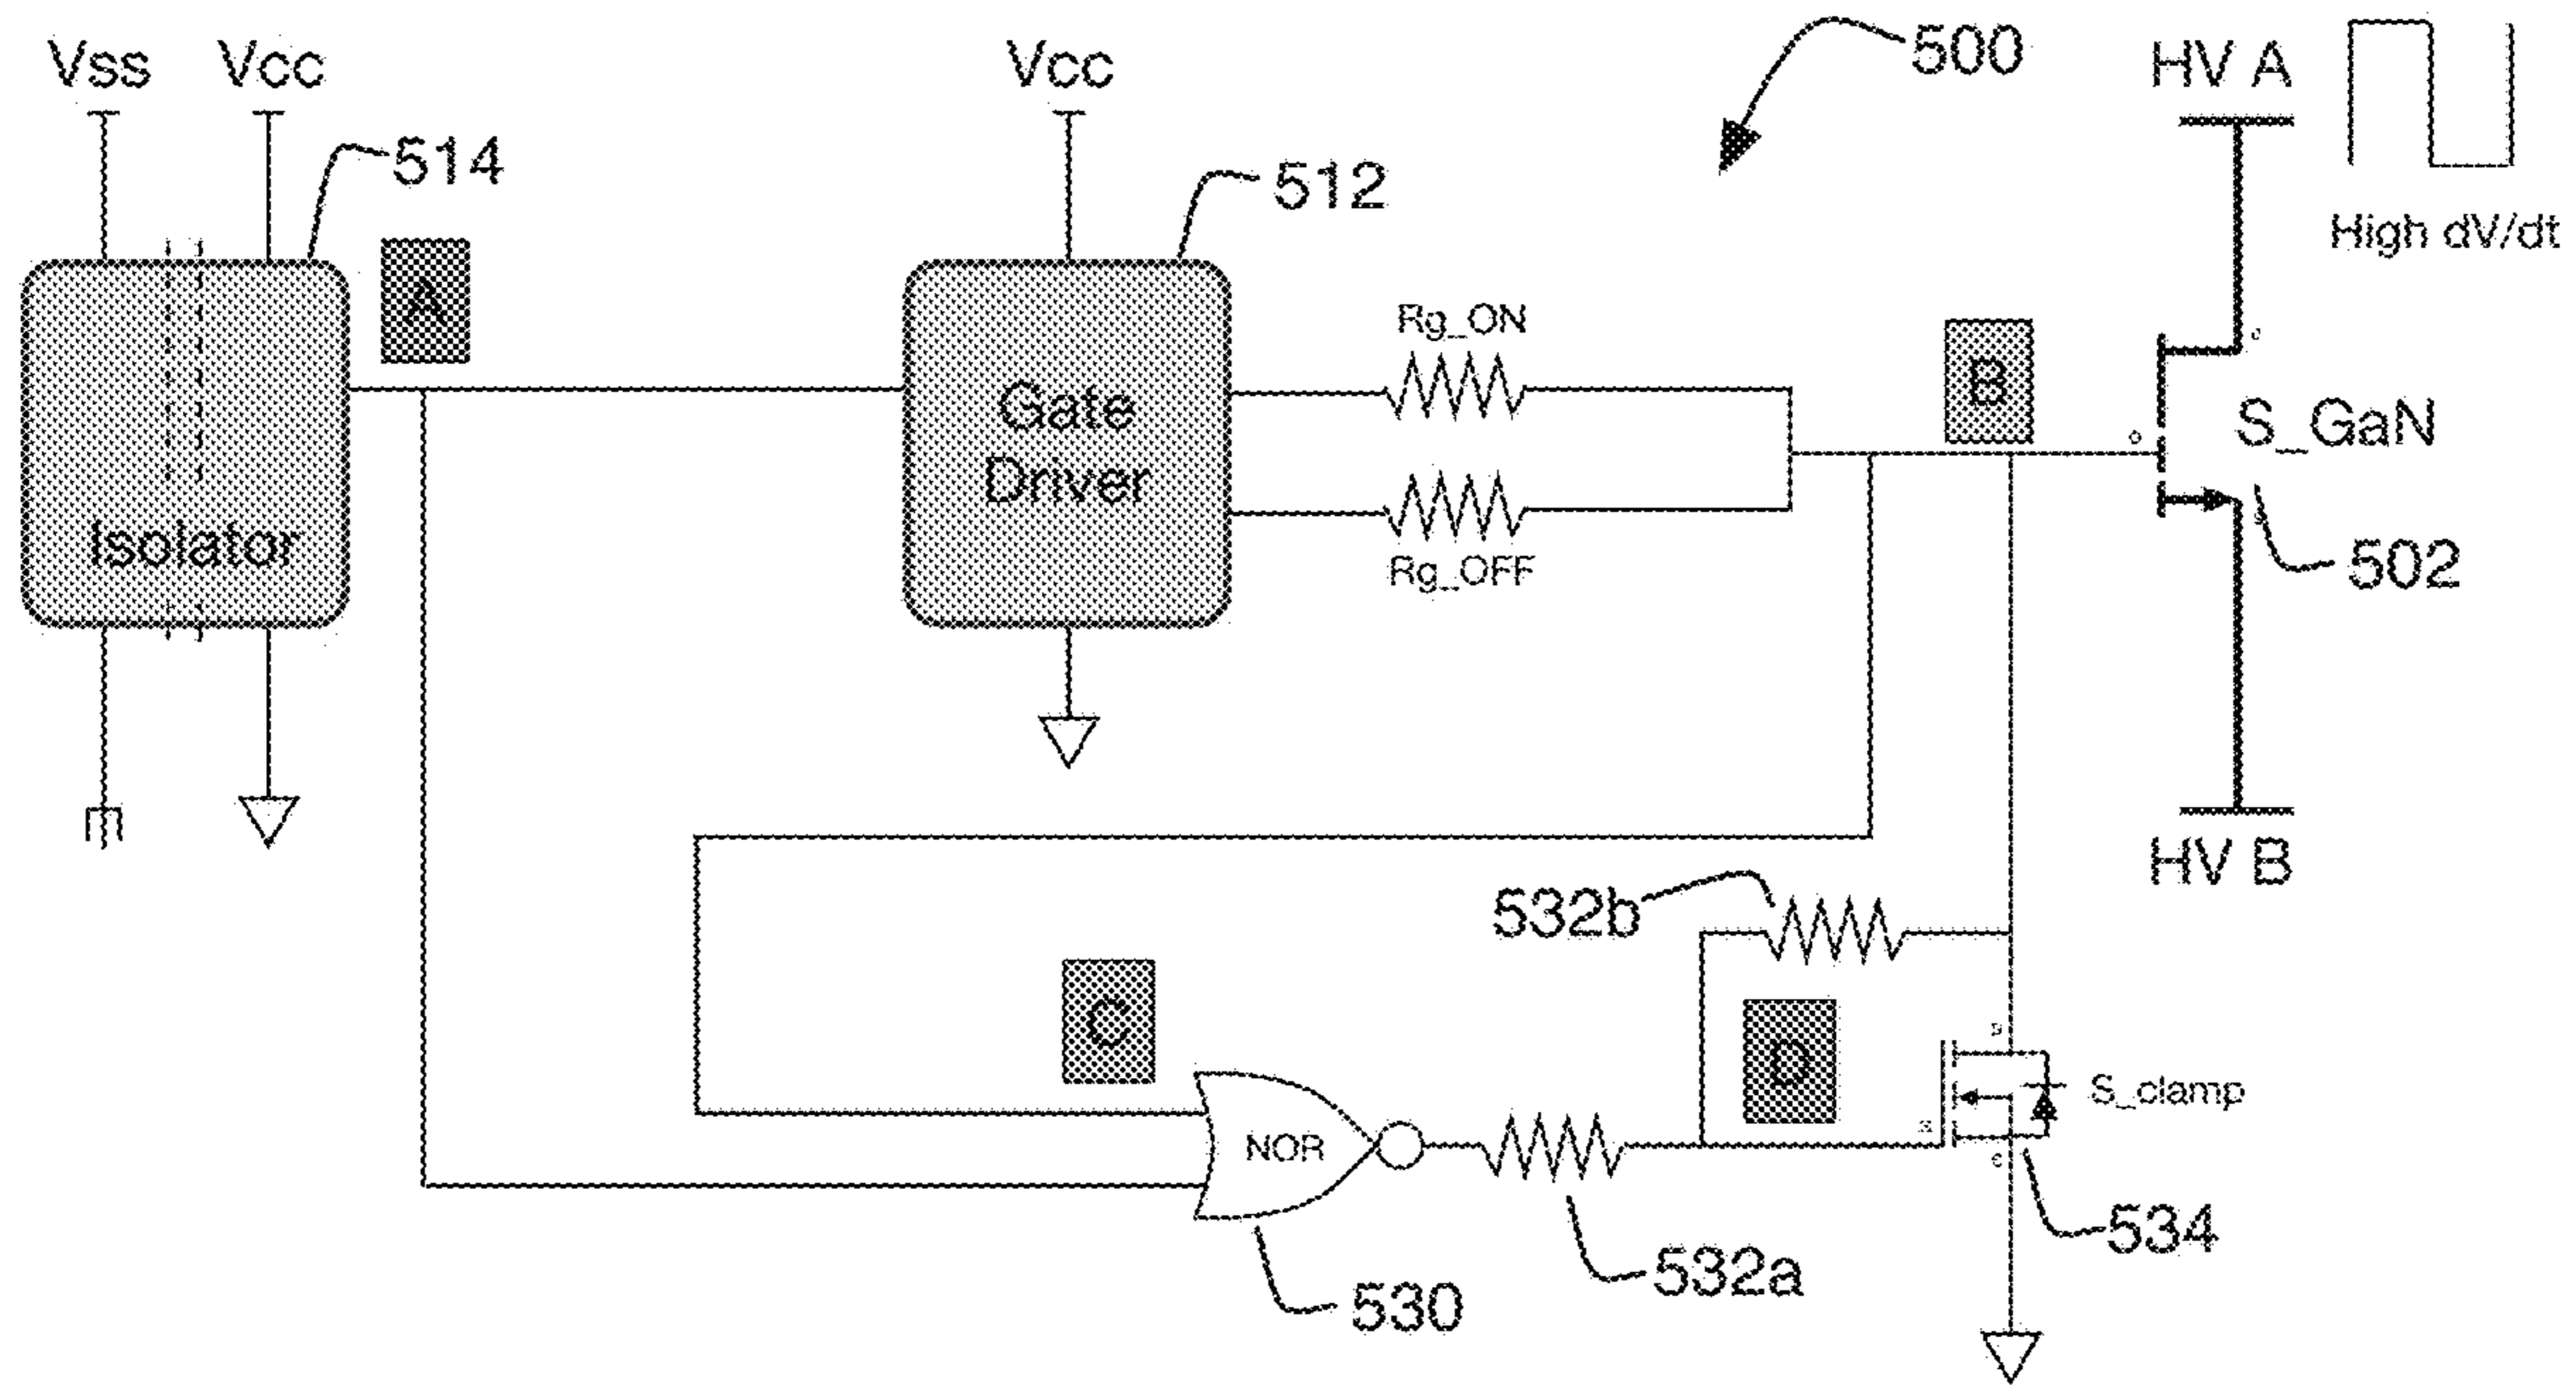 Vss
Vcc
Vcc
500
HV A
514
512
High dV/dt
A
Rg_ON
B
Gate
Driver
S_GaN
Isolator
Rg_OFF
502
HV B
532b
C
D
S_clamp
NOR
534
532a
530